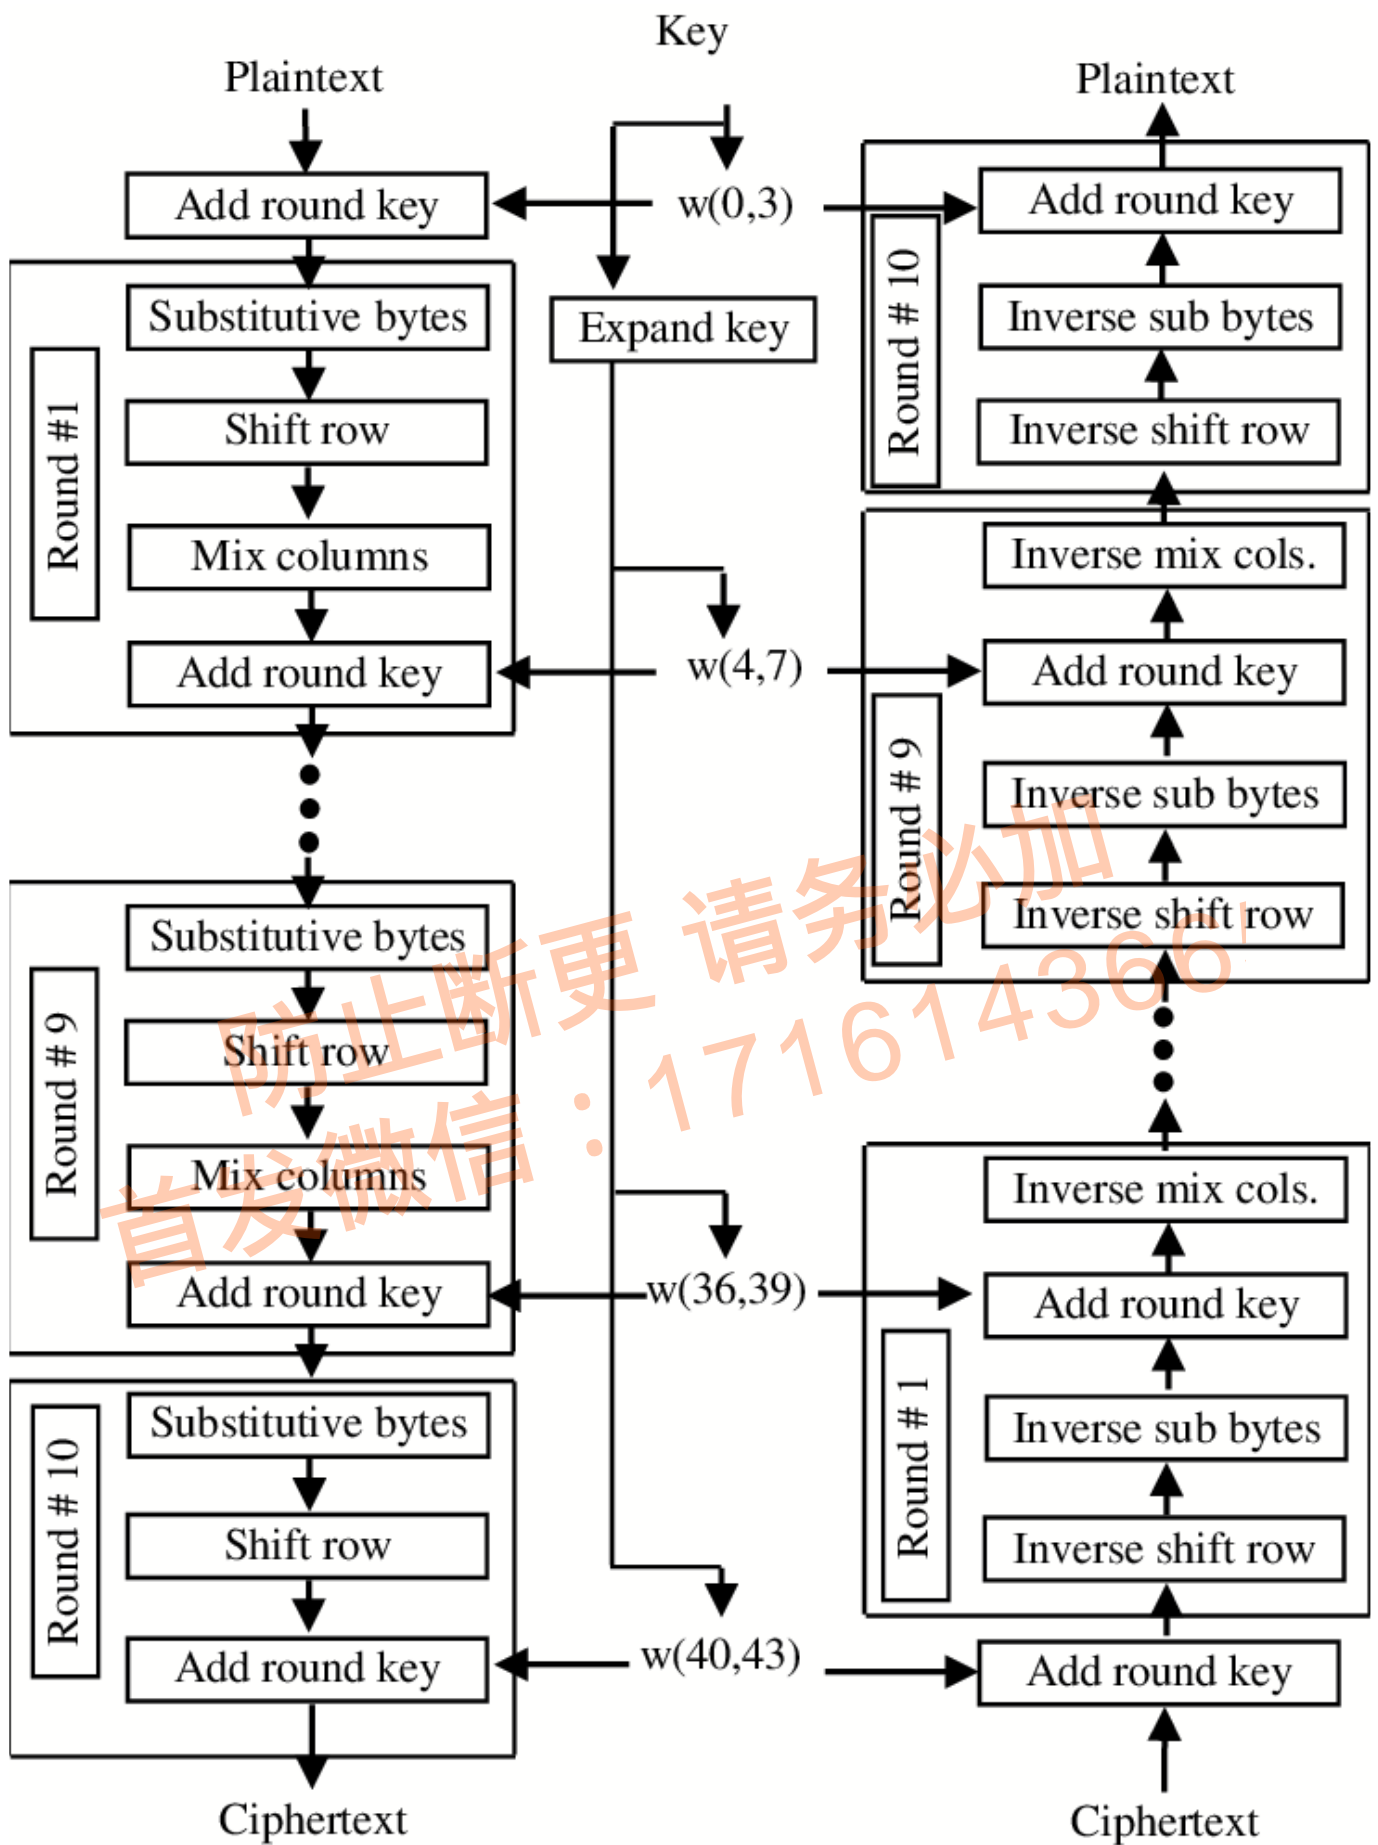 Key
Plaintext
Add round key
Round #1
Substitutive bytes
Shift row
Mix columns
Add round key
Round # 9
Substitutive bytes
Shift row
Mix columns
Add round key
Round # 10
Substitutive bytes
Shift row
Add round key
Ciphertext
w(0,3)
Expand key
w(4,7)
w(36,39)
w(40,43)
Plaintext
Round # 10
Add round key
Inverse sub bytes
Inverse shift row
Round # 9
Inverse mix cols.
Add round key
Inverse sub bytes
Inverse shift row
Round # 1
Inverse mix cols.
Add round key
Inverse sub bytes
Inverse shift row
Add round key
Ciphertext
防止断更 请务必加
首发微信：171614366